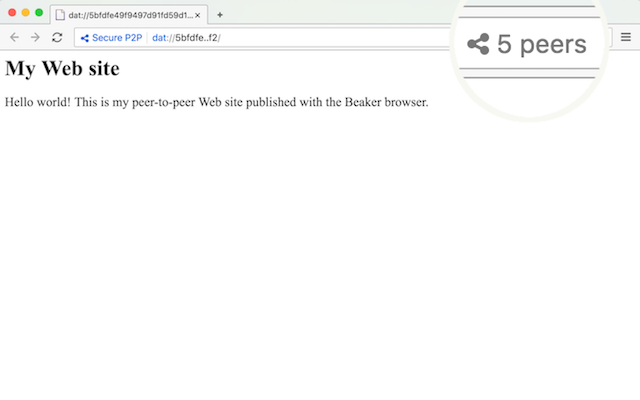 dat://5bfdfe49f9497d91fd59d1...
Secure P2P dat://5bfdfe..f2/
5 peers
My Web site
Hello world! This is my peer-to-peer Web site published with the Beaker browser.